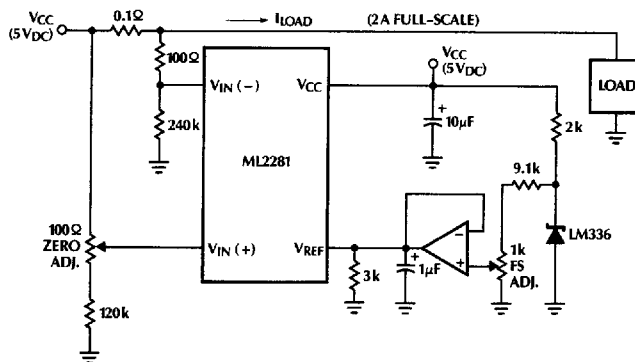 VCC
(5VDC)
0.1Ω
ILOAD
(2A FULL–SCALE)
100Ω
240k
VIN (–)
VCC
ML2281
VIN (+)
VREF
VCC
(5VDC)
+
10µF
LOAD
2k
9.1k
LM336
1k
FS
ADJ.
–
+
+
1µF
3k
100Ω
ZERO
ADJ.
120k